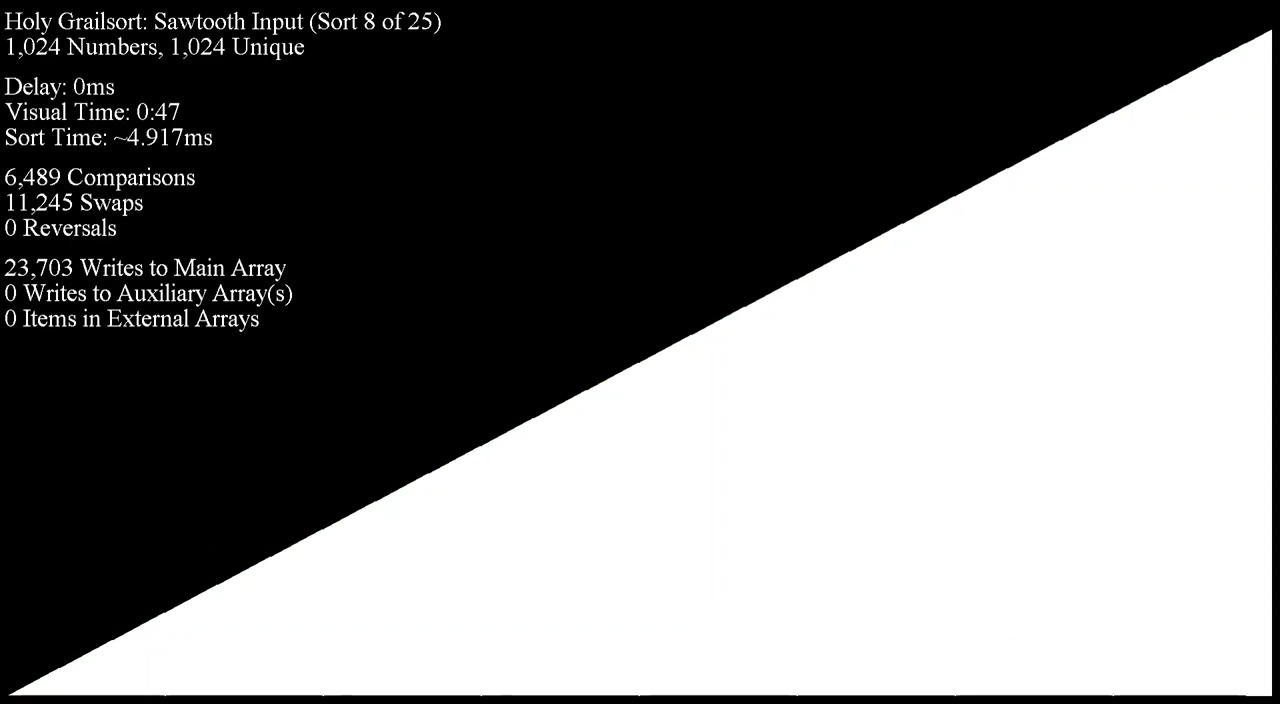 Holy Grailsort: Sawtooth Input (Sort 8 of 25)
1,024 Numbers, 1,024 Unique
Delay: 0ms
Visual Time: 0:47
Sort Time: ~4.917ms
6,489 Comparisons
11,245 Swaps
0 Reversals
23,703 Writes to Main Array
0 Writes to Auxiliary Array(s)
0 Items in External Arrays